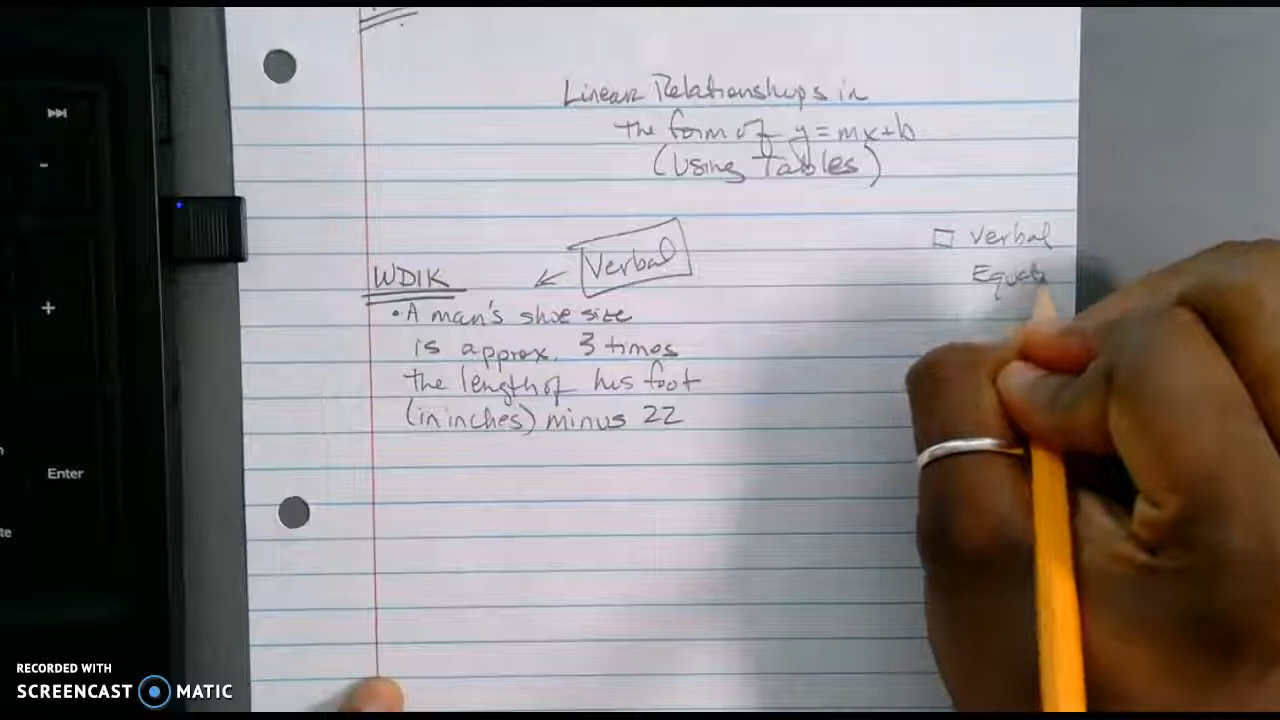 Linear Relationships in
the form of y = mx + b
(Using Tables)
Verbal
WDIK
• A man's shoe size
is approx. 3 times
the length of his foot
(in inches) minus 22
Verbal
Equat
+
-
Enter
RECORDED WITH
SCREENCAST MATIC